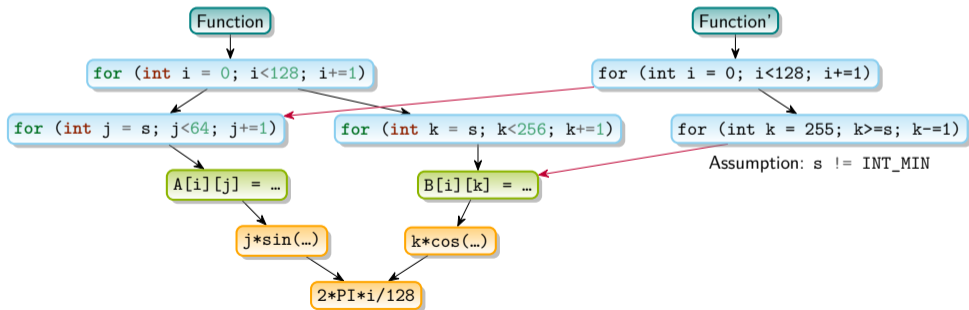 Function
Function'
for (int i = 0; i<128; i+=1)
for (int i = 0; i<128; i+=1)
for (int j = s; j<64; j+=1)
for (int k = s; k<256; k+=1)
for (int k = 255; k>=s; k-=1)
Assumption: s != INT_MIN
A[i][j] = …
B[i][k] = …
j*sin(…)
k*cos(…)
2*PI*i/128